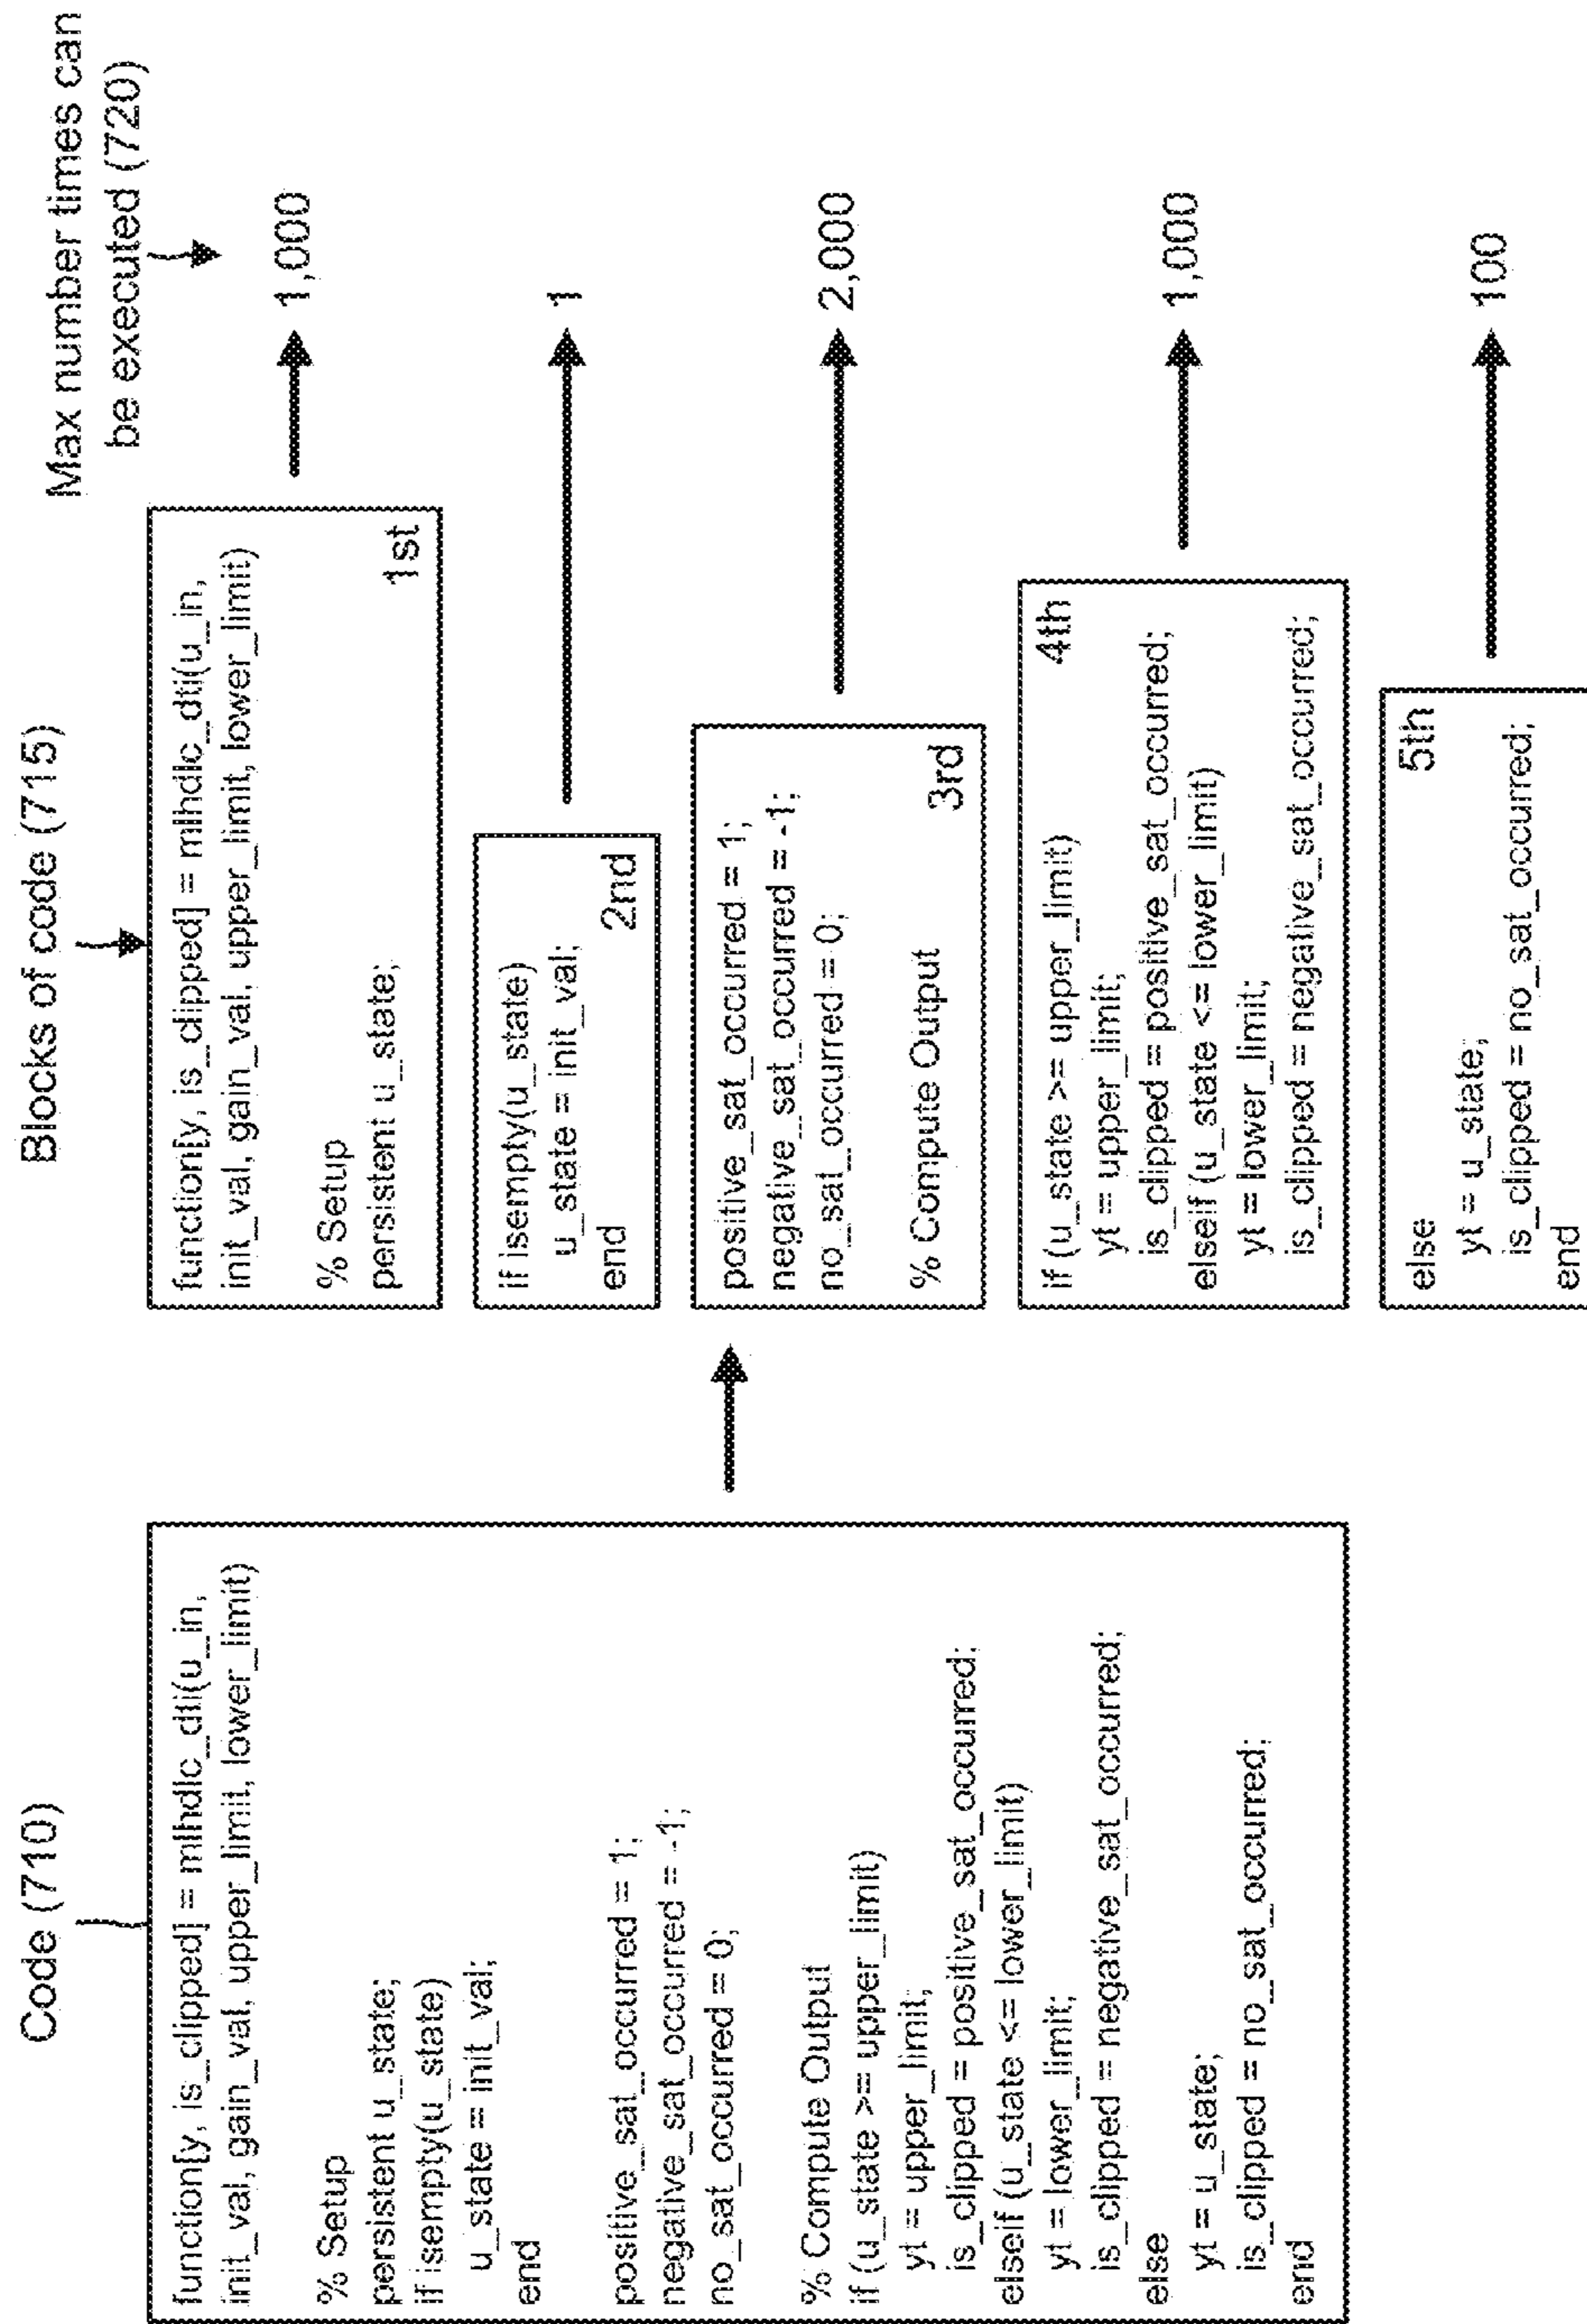 Code (710)
function[y, is_clipped] = mlhdlc_dti(u_in,
init_val, gain_val, upper_limit, lower_limit)
% Setup
persistent u_state;
if isempty(u_state)
u_state = init_val;
end
positive_sat_occurred = 1;
negative_sat_occurred = -1;
no_sat_occurred = 0;
% Compute Output
if (u_state >= upper_limit)
yt = upper_limit;
is_clipped = positive_sat_occurred;
elseif (u_state <= lower_limit)
yt = lower_limit;
is_clipped = negative_sat_occurred;
else
yt = u_state;
is_clipped = no_sat_occurred;
end
Blocks of code (715)
function[y, is_clipped] = mlhdlc_dti(u_in,
init_val, gain_val, upper_limit, lower_limit)
% Setup
persistent u_state;
1st
if isempty(u_state)
u_state = init_val;
end
2nd
positive_sat_occurred = 1;
negative_sat_occurred = -1;
no_sat_occurred = 0;
% Compute Output
3rd
4th
if (u_state >= upper_limit)
yt = upper_limit;
is_clipped = positive_sat_occurred;
elseif (u_state <= lower_limit)
yt = lower_limit;
is_clipped = negative_sat_occurred;
5th
else
yt = u_state;
is_clipped = no_sat_occurred;
end
Max number times can
be executed (720)
1,000
1
2,000
1,000
100